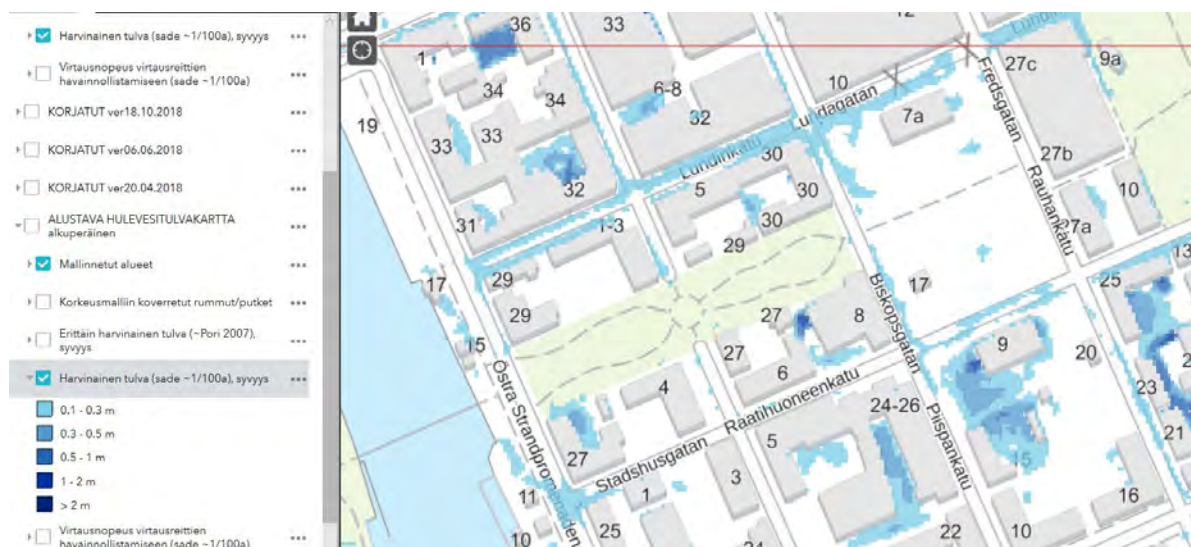 Harvinainen tulva (sade ~1/100a), syvyys
Virtausnopeus virtausreittien
havainnollistamiseen (sade ~1/100a)
KORJATUT ver18.10.2018
KORJATUT ver06.06.2018
KORJATUT ver20.04.2018
ALUSTAVA HULEVESITULVAKARTTA
alkuperäinen
Mallinnetut alueet
Korkeusmalliin koverretut rummut/putket
Erittäin harvinainen tulva (~Pori 2007),
syvyys
Harvinainen tulva (sade ~1/100a), syvyys
0.1 - 0.3 m
0.3 - 0.5 m
0.5 - 1 m
1 - 2 m
> 2 m
Virtausnopeus virtausreittien
havainnollistamiseen (sade ~1/100a)
36
33
12
1
34
34
6-8
10
27c
9a
19
33
33
32
Lundagatan
7a
Fredsgatan
Lundinkatu
30
27b
32
5
30
Rauhankatu
10
31
1-3
30
29
27a
29
17
29
Biskopsgatan
17
13
25
27
8
15
Östra Strandpromenaden
27
6
9
20
4
Raatihuoneenkatu
24-26
Piispankatu
23
27
Stadshusgatan
5
21
3
15
11
1
16
10
25
22
10